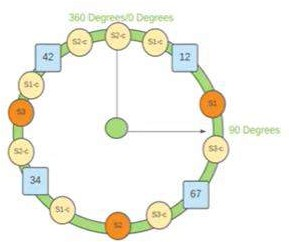 360 Degrees/0 Degrees
S2-c
S2-c
S1-c
42
12
S1-c
S3
S1
90 Degrees
S2-c
S3-c
34
67
S1-c
S3-c
S2